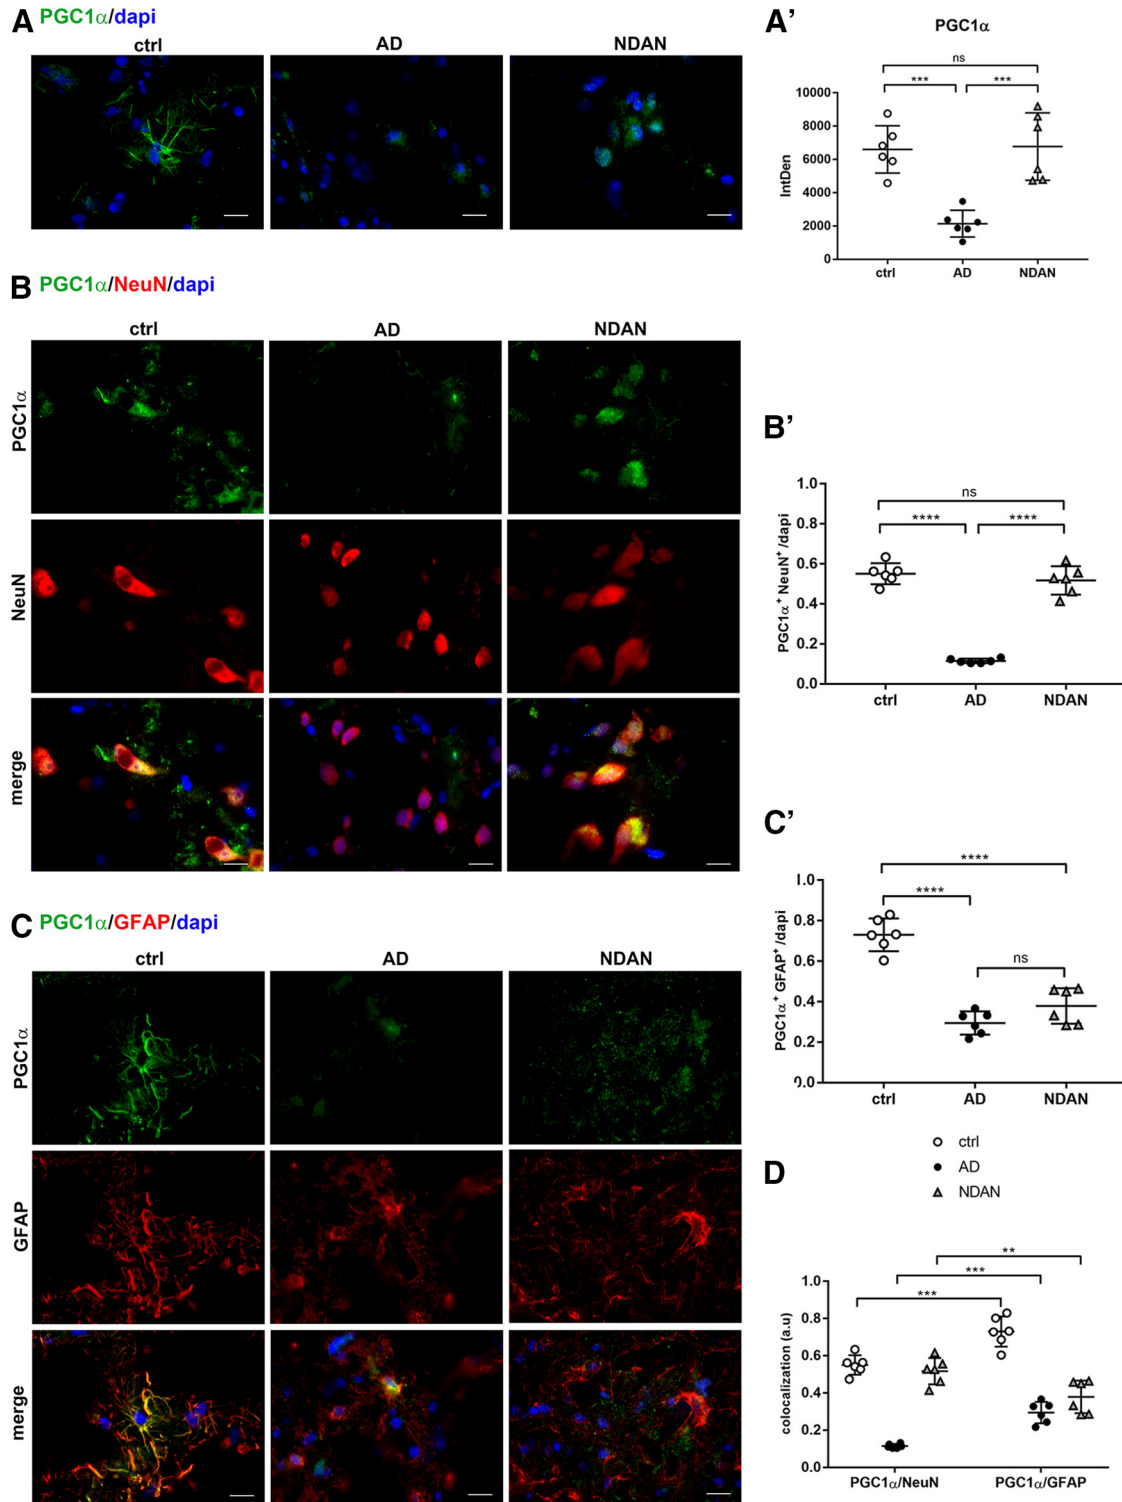 A PGC1α/dapi
ctrl AD NDAN
A’
PGC1α
ns
*** ***
10000
8000
6000
4000
2000
0
IntDen
ctrl AD NDAN
B PGC1α/NeuN/dapi
ctrl AD NDAN
PGC1α
NeuN
merge
B’
ns
**** ****
1.0
0.8
0.6
0.4
0.2
0.0
PGC1α+ NeuN+/dapi
ctrl AD NDAN
C PGC1α/GFAP/dapi
ctrl AD NDAN
PGC1α
GFAP
merge
C’
****
****
ns
1.0
0.8
0.6
0.4
0.2
0.0
PGC1α+ GFAP+/dapi
ctrl AD NDAN
ctrl
AD
NDAN
D
**
***
***
1.0
0.8
0.6
0.4
0.2
0.0
colocalization (a.u)
PGC1α/NeuN PGC1α/GFAP